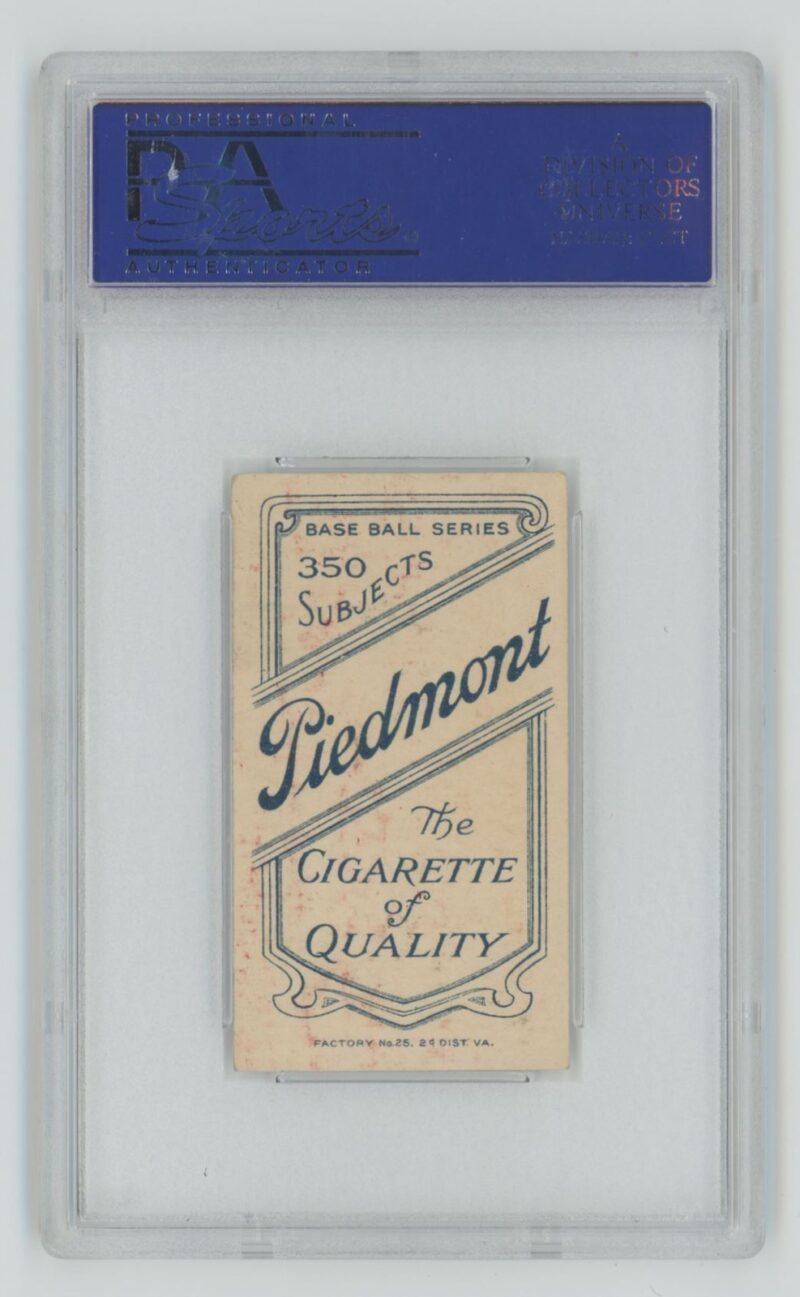 PROFESSIONAL
PSA
Sports
AUTHENTICATOR
A
DIVISION OF
COLLECTORS
UNIVERSE
BASE BALL SERIES
350
SUBJECTS
Piedmont
The
CIGARETTE
of
QUALITY
FACTORY No. 25. 2d DIST. VA.